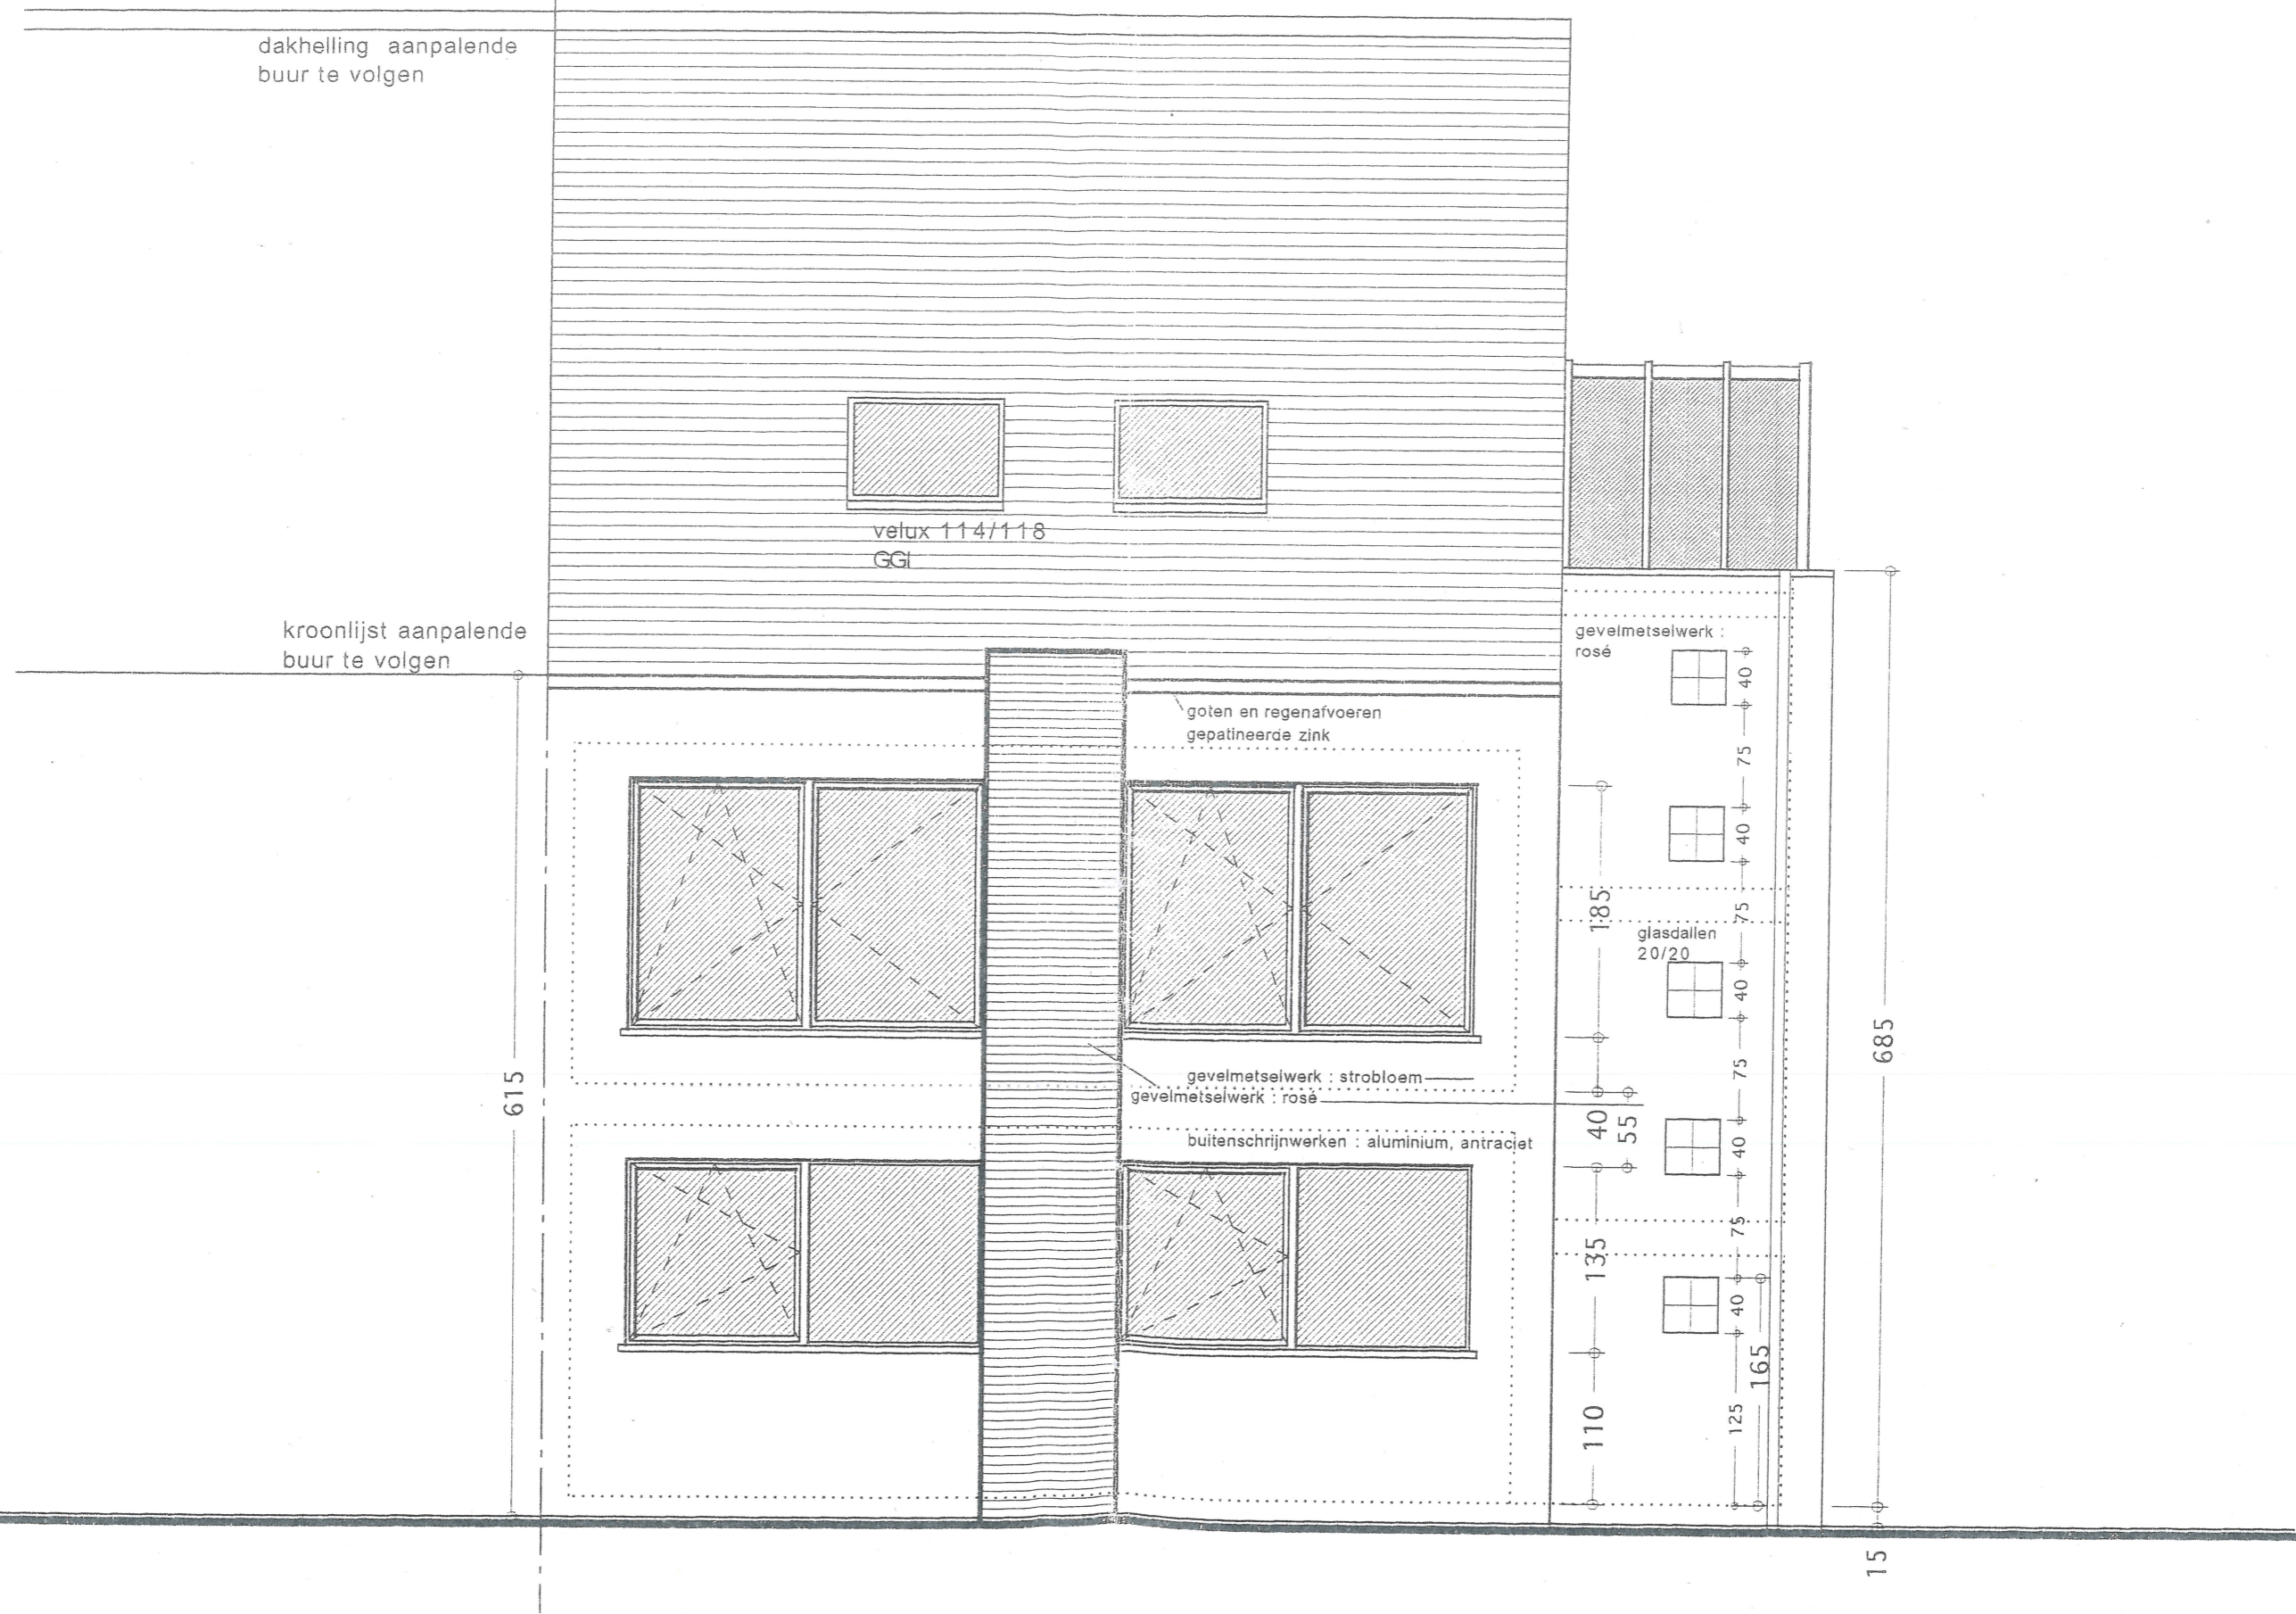 dakhelling aanpalende
buur te volgen
velux 114/118
GGl
kroonlijst aanpalende
buur te volgen
gevelmetselwerk :
rosé
goten en regenafvoeren
gepatineerde zink
glasdallen
20/20
gevelmetselwerk : strobloem
gevelmetselwerk : rosé
buitenschrijnwerken : aluminium, antraciet
615
185
40
55
135
110
40
75
40
75
40
75
40
75
40
165
125
685
15